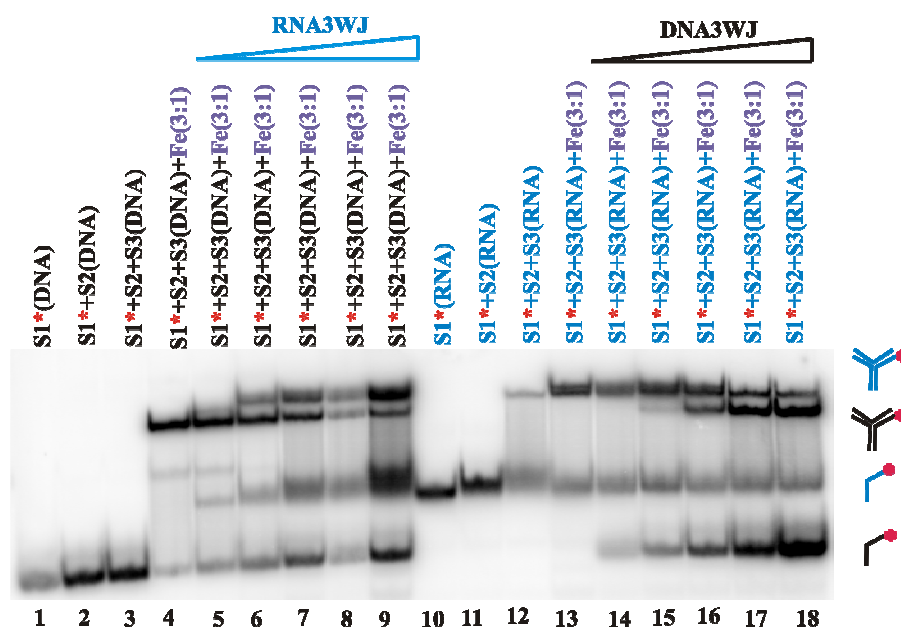 RNA3WJ
DNA3WJ
S1*(DNA)
S1*+S2(DNA)
S1*+S2+S3(DNA)
S1*+S2+S3(DNA)+Fe(3:1)
S1*+S2+S3(DNA)+Fe(3:1)
S1*+S2+S3(DNA)+Fe(3:1)
S1*+S2+S3(DNA)+Fe(3:1)
S1*+S2+S3(DNA)+Fe(3:1)
S1*+S2+S3(DNA)+Fe(3:1)
S1*(RNA)
S1*+S2(RNA)
S1*+S2+S3(RNA)
S1*+S2+S3(RNA)+Fe(3:1)
S1*+S2+S3(RNA)+Fe(3:1)
S1*+S2+S3(RNA)+Fe(3:1)
S1*+S2+S3(RNA)+Fe(3:1)
S1*+S2+S3(RNA)+Fe(3:1)
S1*+S2+S3(RNA)+Fe(3:1)
1 2 3 4 5 6 7 8 9 10 11 12 13 14 15 16 17 18